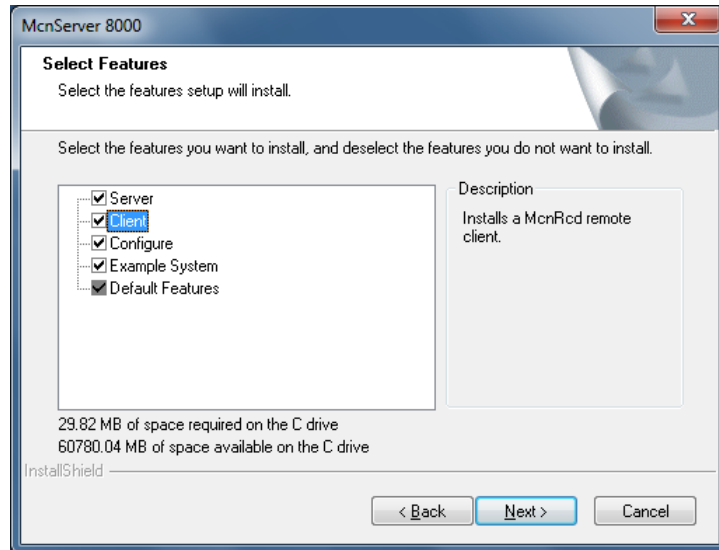 McnServer 8000
Select Features
Select the features setup will install.
Select the features you want to install, and deselect the features you do not want to install.
Server
Client
Configure
Example System
Default Features
Description
Installs a McnRcd remote
client.
29.82 MB of space required on the C drive
60780.04 MB of space available on the C drive
InstallShield
< Back
Next >
Cancel